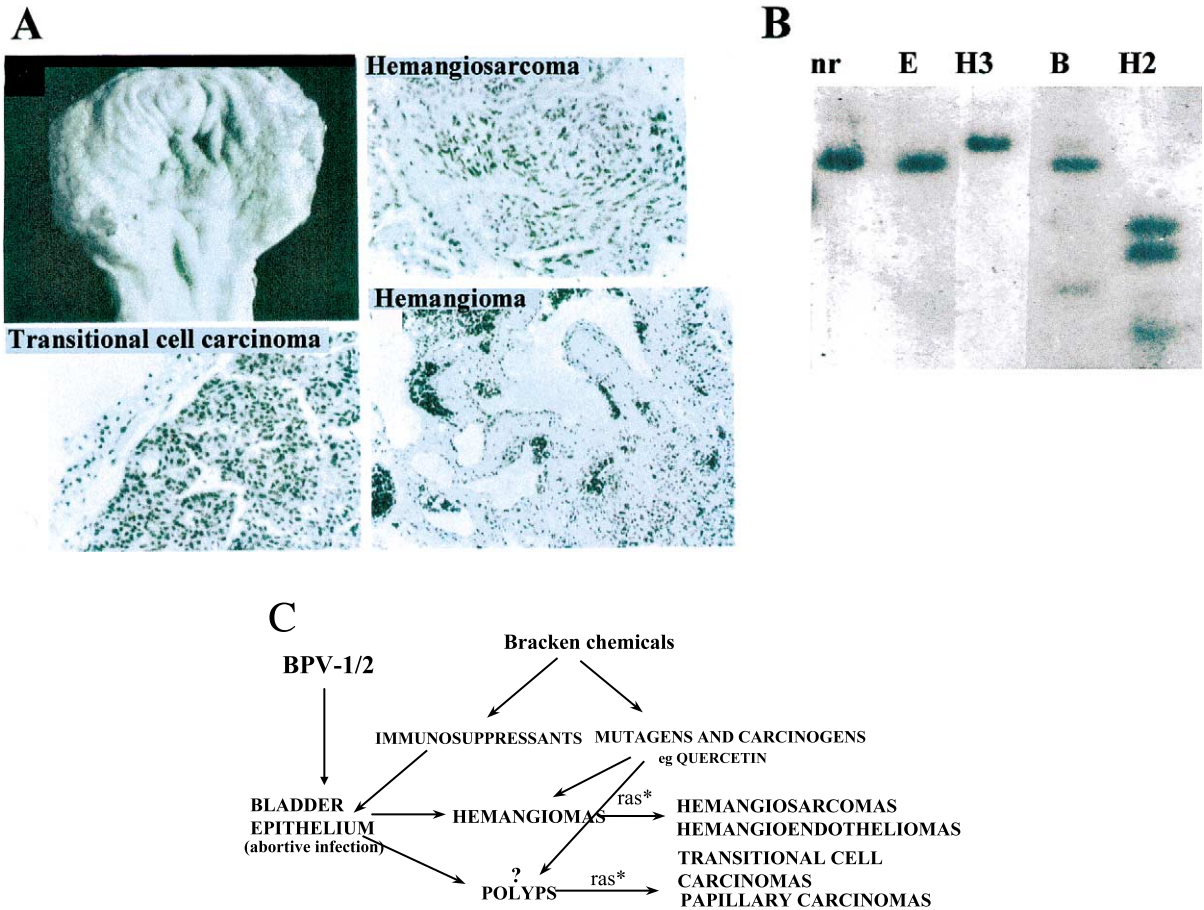 A
Hemangiosarcoma
Transitional cell carcinoma
Hemangioma
B
nr E H3 B H2
C
Bracken chemicals
BPV-1/2
IMMUNOSUPPRESSANTS
MUTAGENS AND CARCINOGENS
eg QUERCETIN
BLADDER
EPITHELIUM
(abortive infection)
HEMANGIOMAS
ras*
HEMANGIOSARCOMAS
HEMANGIOENDOTHELIOMAS
?
POLYPS
ras*
TRANSITIONAL CELL
CARCINOMAS
PAPILLARY CARCINOMAS